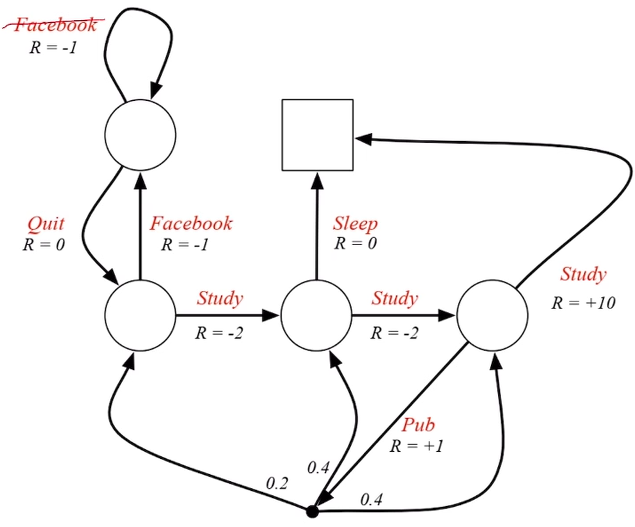 Facebook
R = -1
Quit
R = 0
Facebook
R = -1
Sleep
R = 0
Study
R = +10
Study
R = -2
Study
R = -2
Pub
R = +1
0.2
0.4
0.4